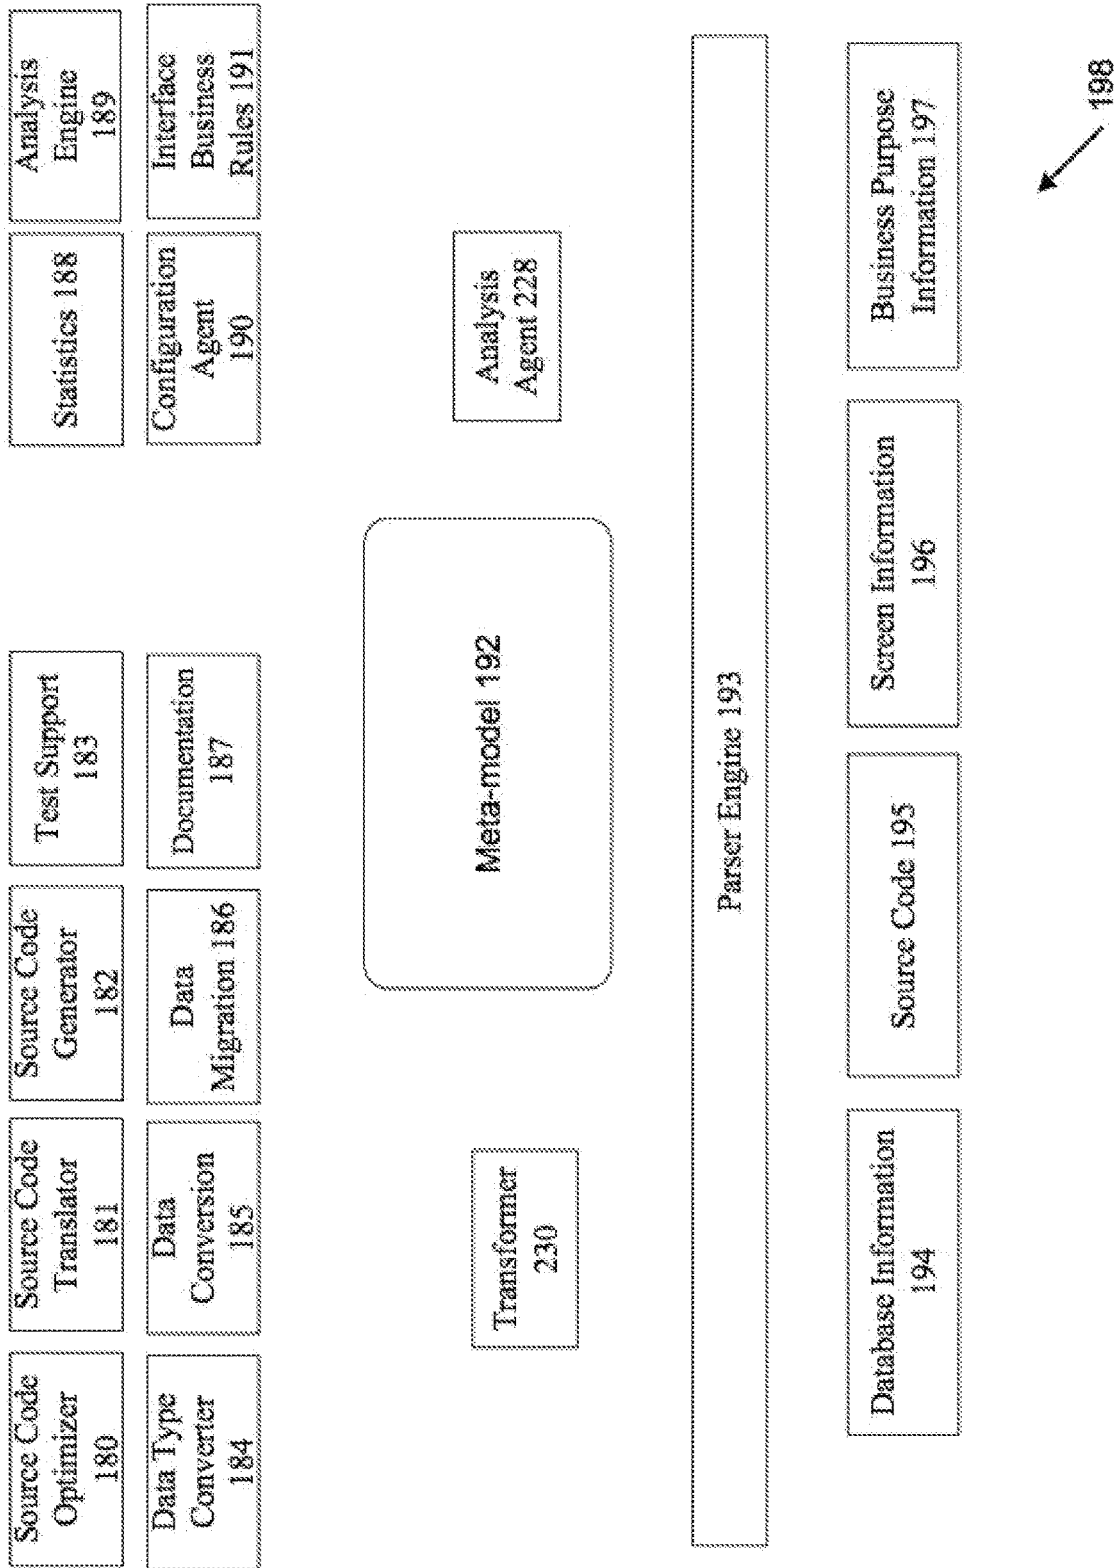 Source Code
Optimizer
180
Source Code
Translator
181
Source Code
Generator
182
Test Support
183
Statistics 188
Analysis
Engine
189
Data Type
Converter
184
Data
Conversion
185
Data
Migration 186
Documentation
187
Configuration
Agent
190
Interface
Business
Rules 191
Transformer
230
Meta-model 192
Analysis
Agent 228
Parser Engine 193
Database Information
194
Source Code 195
Screen Information
196
Business Purpose
Information 197
198